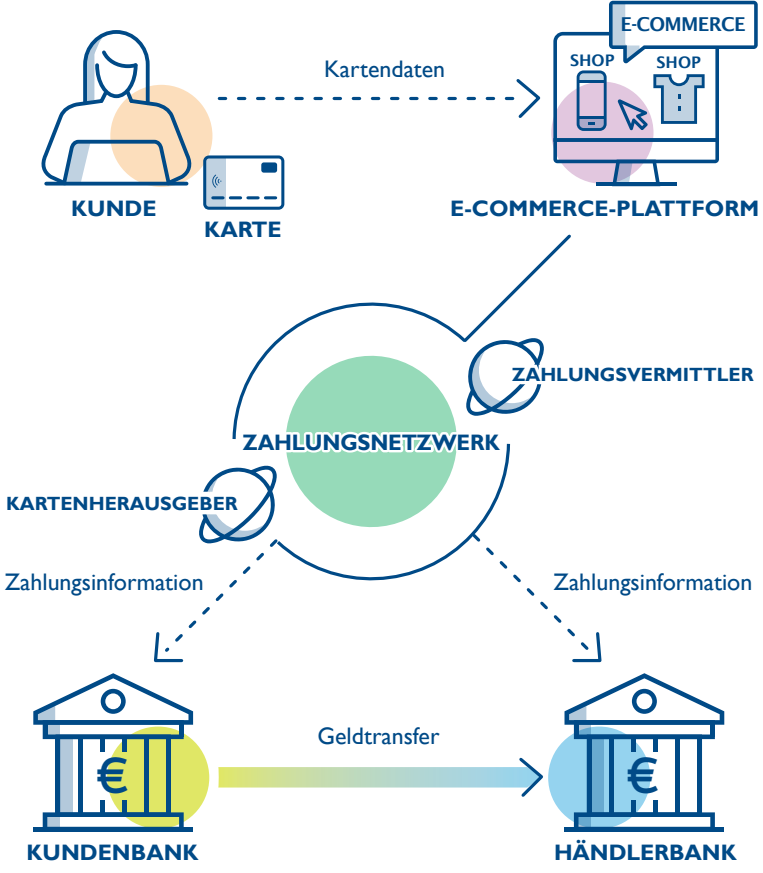 E-COMMERCE
Kartendaten
SHOP
SHOP
KUNDE
KARTE
E-COMMERCE-PLATTFORM
ZAHLUNGSVERMITTLER
ZAHLUNGSNETZWERK
KARTENHERAUSGEBER
Zahlungsinformation
Zahlungsinformation
€
Geldtransfer
€
KUNDENBANK
HÄNDLERBANK